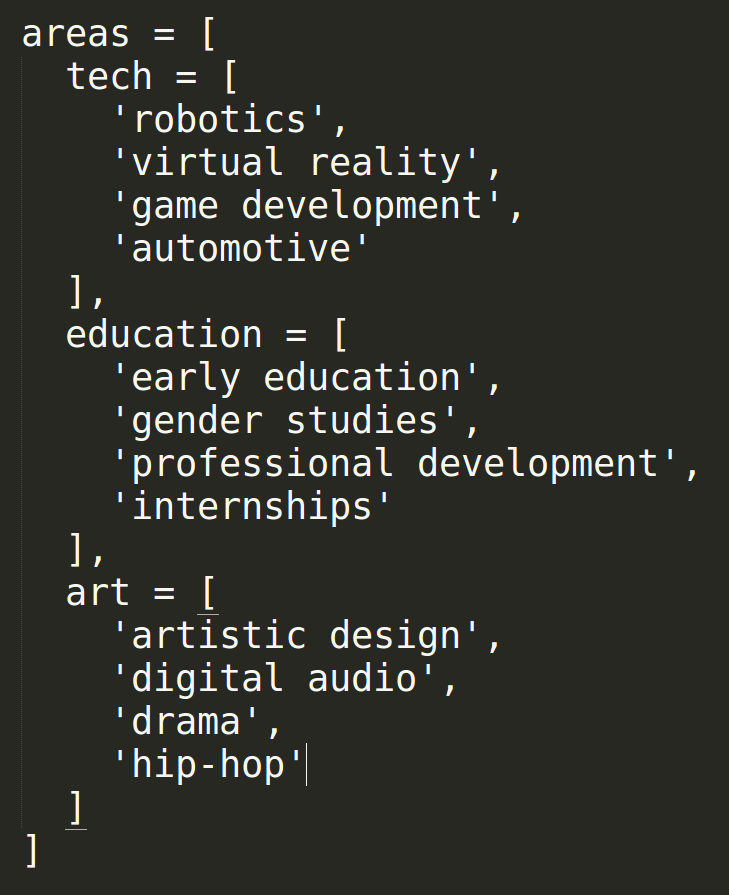 areas = [
  tech = [
    'robotics',
    'virtual reality',
    'game development',
    'automotive'
  ],
  education = [
    'early education',
    'gender studies',
    'professional development',
    'internships'
  ],
  art = [
    'artistic design',
    'digital audio',
    'drama',
    'hip-hop'
  ]
]